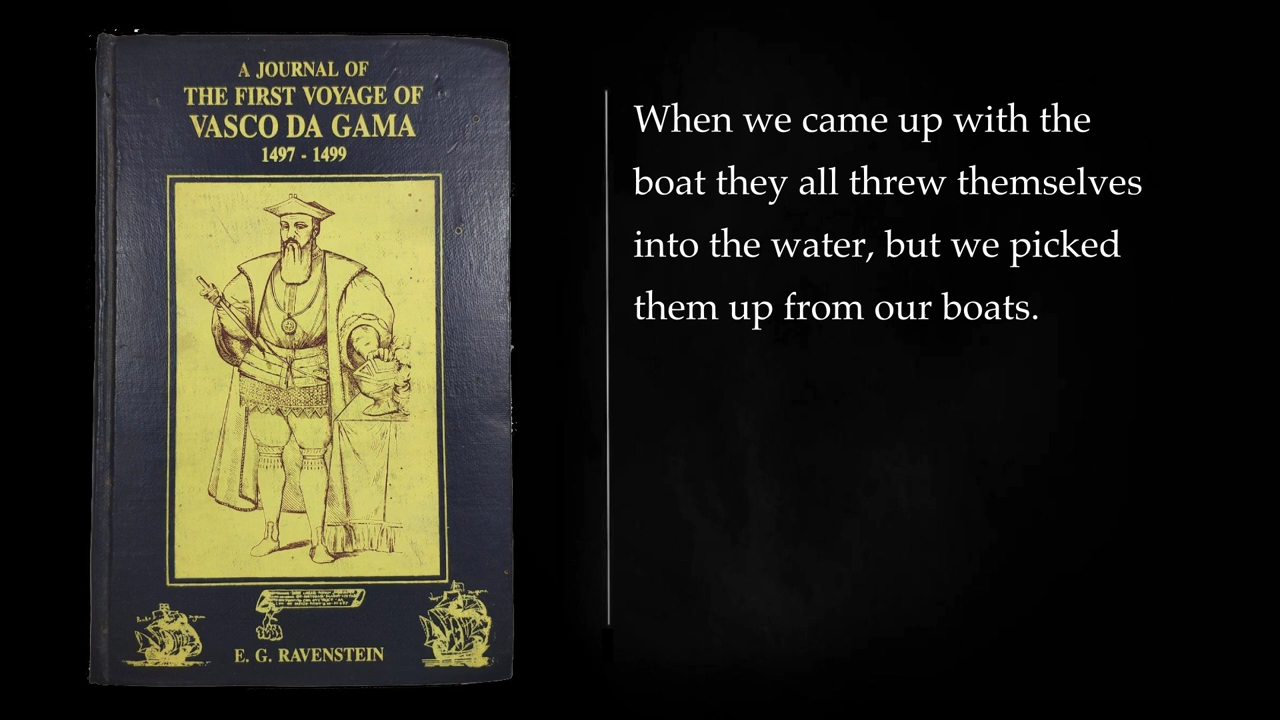 A JOURNAL OF
THE FIRST VOYAGE OF
VASCO DA GAMA
1497 - 1499
E. G. RAVENSTEIN
When we came up with the
boat they all threw themselves
into the water, but we picked
them up from our boats.